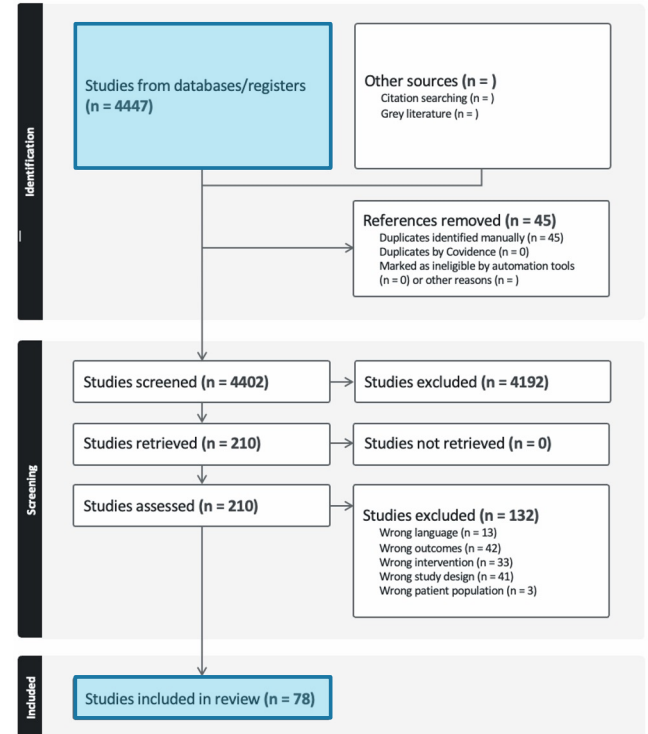 Identification
Studies from databases/registers
(n = 4447)
Other sources (n = )
Citation searching (n = )
Grey literature (n = )
References removed (n = 45)
Duplicates identified manually (n = 45)
Duplicates by Covidence (n = 0)
Marked as ineligible by automation tools
(n = 0) or other reasons (n = )
Screening
Studies screened (n = 4402)
Studies excluded (n = 4192)
Studies retrieved (n = 210)
Studies not retrieved (n = 0)
Studies assessed (n = 210)
Studies excluded (n = 132)
Wrong language (n = 13)
Wrong outcomes (n = 42)
Wrong intervention (n = 33)
Wrong study design (n = 41)
Wrong patient population (n = 3)
Included
Studies included in review (n = 78)